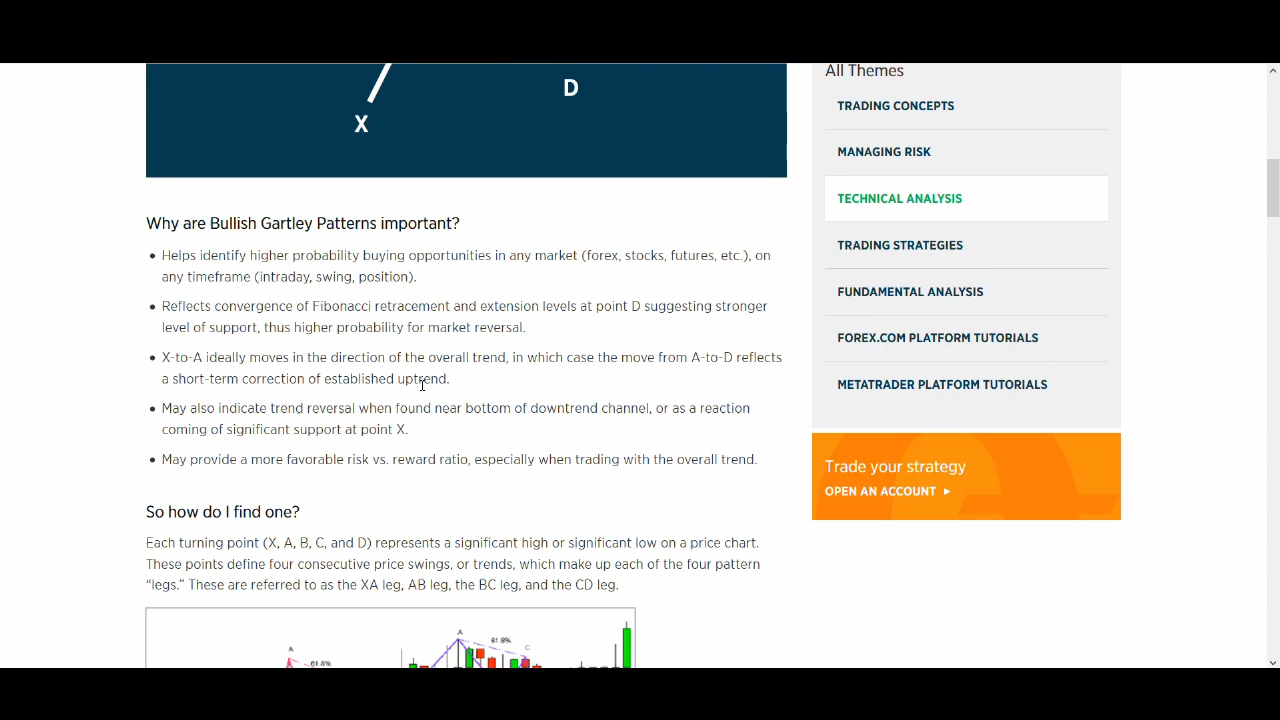 D
X
Why are Bullish Gartley Patterns important?
Helps identify higher probability buying opportunities in any market (forex, stocks, futures, etc.), on
any timeframe (intraday, swing, position).
Reflects convergence of Fibonacci retracement and extension levels at point D suggesting stronger
level of support, thus higher probability for market reversal.
X-to-A ideally moves in the direction of the overall trend, in which case the move from A-to-D reflects
a short-term correction of established uptrend.
May also indicate trend reversal when found near bottom of downtrend channel, or as a reaction
coming of significant support at point X.
May provide a more favorable risk vs. reward ratio, especially when trading with the overall trend.
So how do I find one?
Each turning point (X, A, B, C, and D) represents a significant high or significant low on a price chart.
These points define four consecutive price swings, or trends, which make up each of the four pattern
“legs.” These are referred to as the XA leg, AB leg, the BC leg, and the CD leg.
A
61.8%
A
61.8%
C
All Themes
TRADING CONCEPTS
MANAGING RISK
TECHNICAL ANALYSIS
TRADING STRATEGIES
FUNDAMENTAL ANALYSIS
FOREX.COM PLATFORM TUTORIALS
METATRADER PLATFORM TUTORIALS
Trade your strategy
OPEN AN ACCOUNT